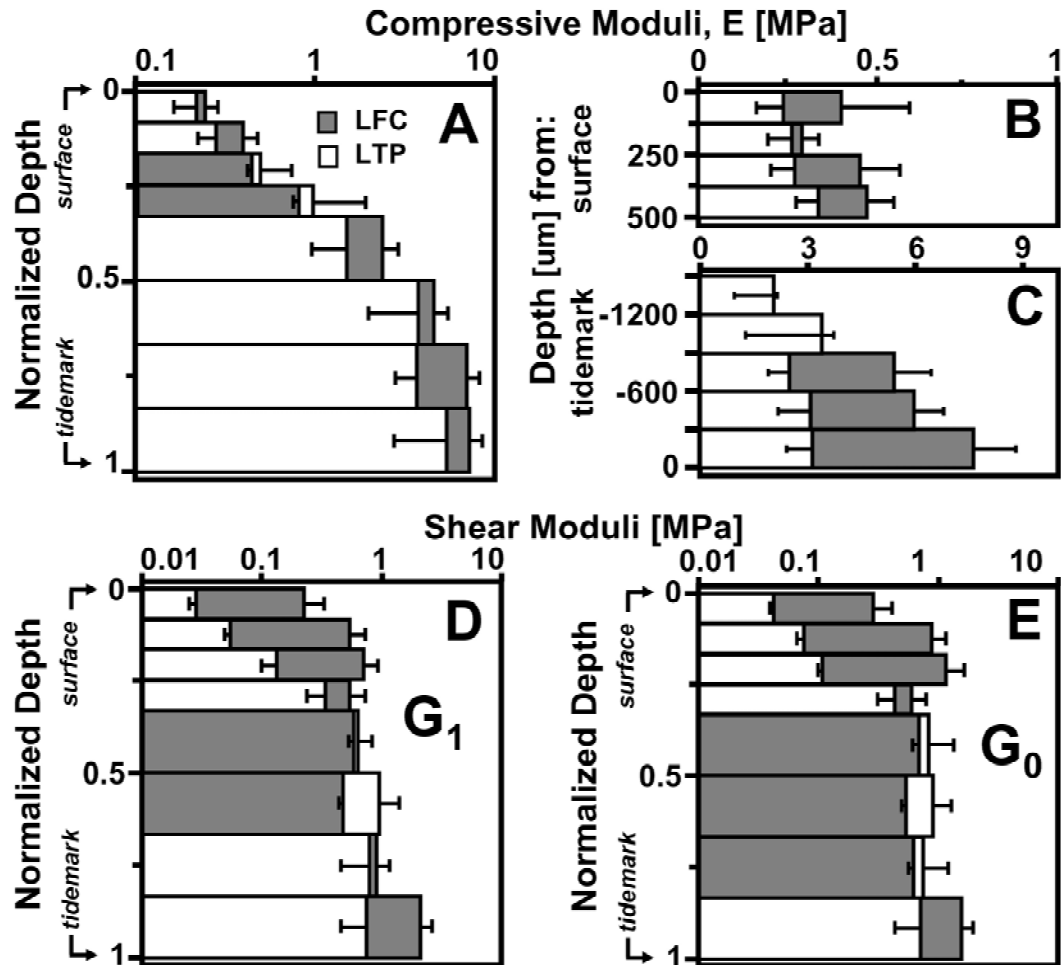 Compressive Moduli, E [MPa]
0.1 1 10
0 0.5 1
Normalized Depth
surface
tidemark
0
0.5
1
LFC
LTP
A
Depth [um] from:
surface
tidemark
0
250
500
B
0 3 6 9
-1200
-600
0
C
Shear Moduli [MPa]
0.01 0.1 1 10
0.01 0.1 1 10
Normalized Depth
surface
tidemark
0
0.5
1
D
G1
Normalized Depth
surface
tidemark
0
0.5
1
E
G0